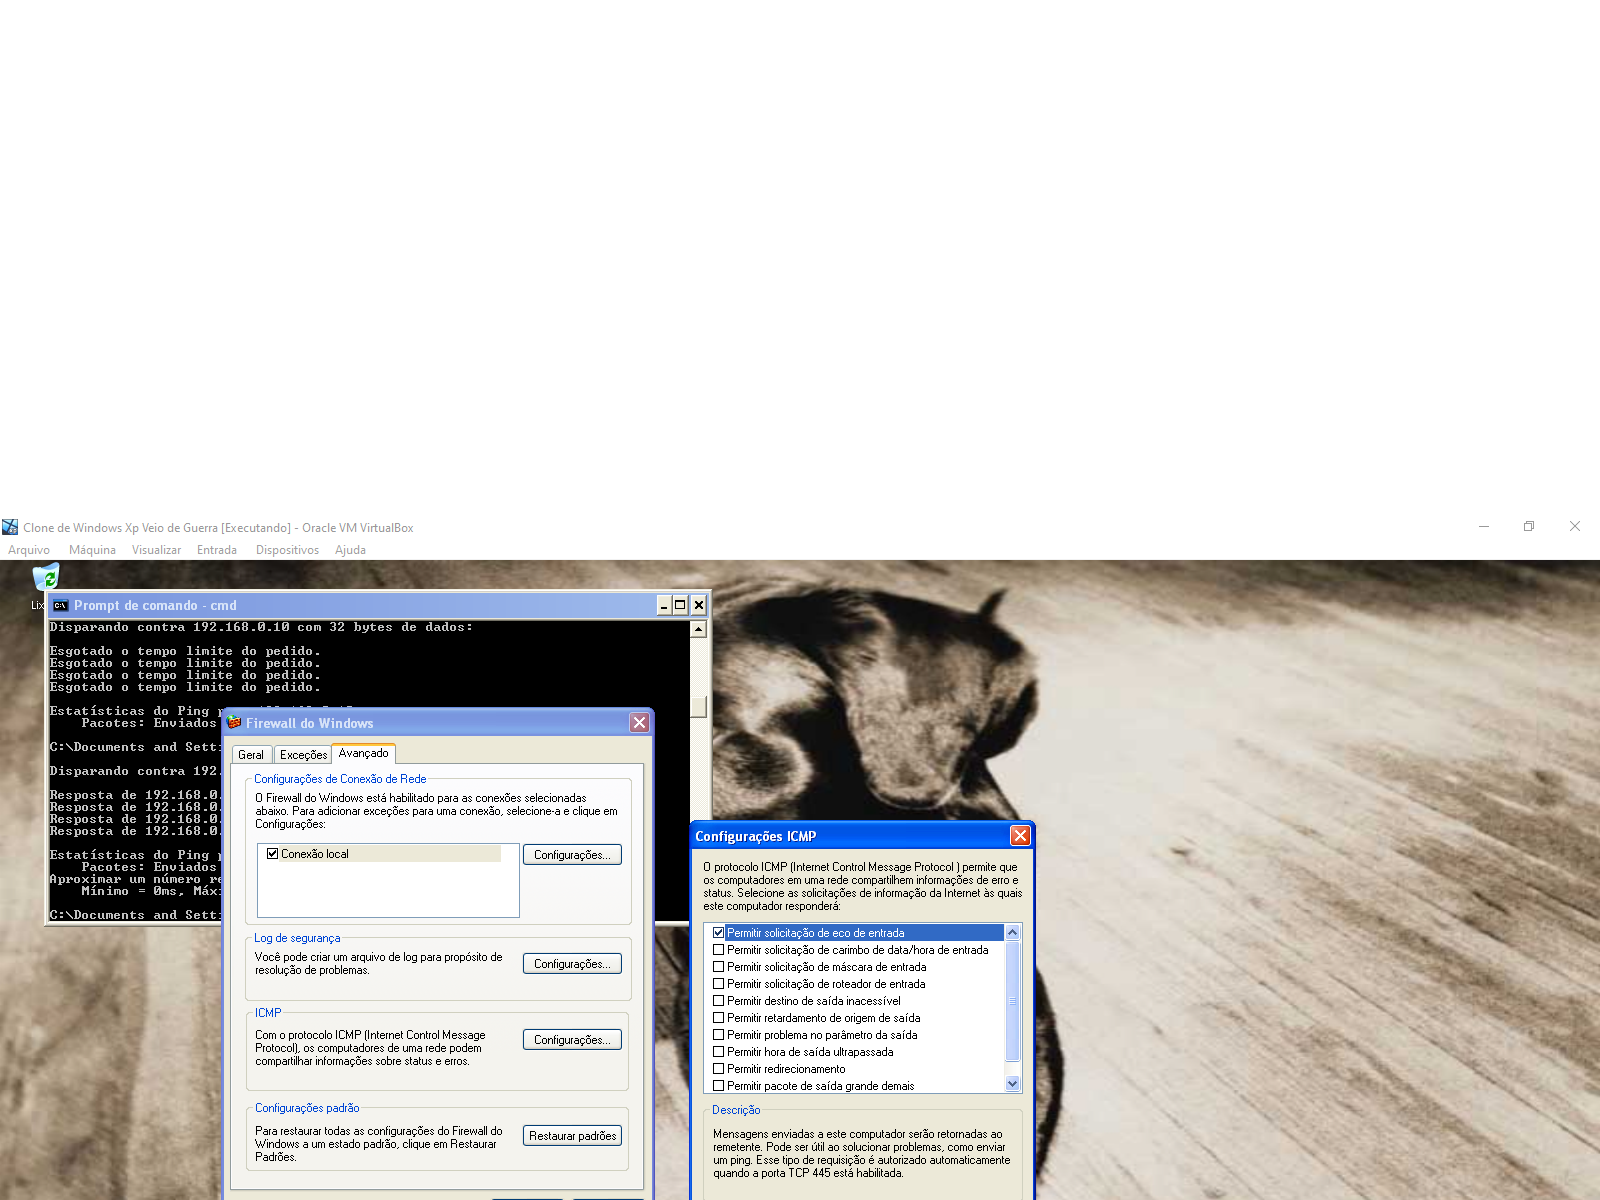 Clone de Windows Xp Veio de Guerra [Executando] - Oracle VM VirtualBox
Arquivo Máquina Visualizar Entrada Dispositivos Ajuda
Lix
Prompt de comando - cmd
Disparando contra 192.168.0.10 com 32 bytes de dados:
Esgotado o tempo limite do pedido.
Esgotado o tempo limite do pedido.
Esgotado o tempo limite do pedido.
Esgotado o tempo limite do pedido.
Estatísticas do Ping
Pacotes: Enviados
C:\Documents and Sett
Disparando contra 192.
Resposta de 192.168.0.
Resposta de 192.168.0.
Resposta de 192.168.0.
Resposta de 192.168.0.
Estatísticas do Ping
Pacotes: Enviados
Aproximar um número re
Mínimo = 0ms, Máx
C:\Documents and Sett
Firewall do Windows
Geral Exceções Avançado
Configurações de Conexão de Rede
O Firewall do Windows está habilitado para as conexões selecionadas
abaixo. Para adicionar exceções para uma conexão, selecione-a e clique em
Configurações:
Conexão local
Configurações...
Log de segurança
Você pode criar um arquivo de log para propósito de
resolução de problemas.
Configurações...
ICMP
Com o protocolo ICMP (Internet Control Message
Protocol), os computadores de uma rede podem
compartilhar informações sobre status e erros.
Configurações...
Configurações padrão
Para restaurar todas as configurações do Firewall do
Windows a um estado padrão, clique em Restaurar
Padrões.
Restaurar padrões
Configurações ICMP
O protocolo ICMP (Internet Control Message Protocol ) permite que
os computadores em uma rede compartilhem informações de erro e
status. Selecione as solicitações de informação da Internet às quais
este computador responderá:
Permitir solicitação de eco de entrada
Permitir solicitação de carimbo de data/hora de entrada
Permitir solicitação de máscara de entrada
Permitir solicitação de roteador de entrada
Permitir destino de saída inacessível
Permitir retardamento de origem de saída
Permitir problema no parâmetro da saída
Permitir hora de saída ultrapassada
Permitir redirecionamento
Permitir pacote de saída grande demais
Descrição
Mensagens enviadas a este computador serão retornadas ao
remetente. Pode ser útil ao solucionar problemas, como enviar
um ping. Esse tipo de requisição é autorizado automaticamente
quando a porta TCP 445 está habilitada.